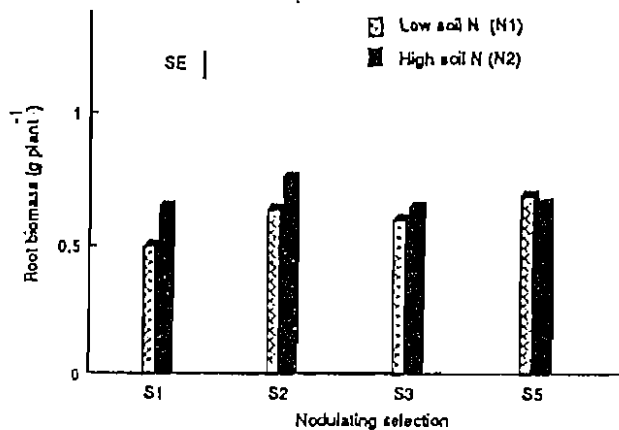 Low soil N (N1)
High soil N (N2)
SE
Root biomass (g plant⁻¹)
1
0.5
0
S1 S2 S3 S5
Nodulating selection